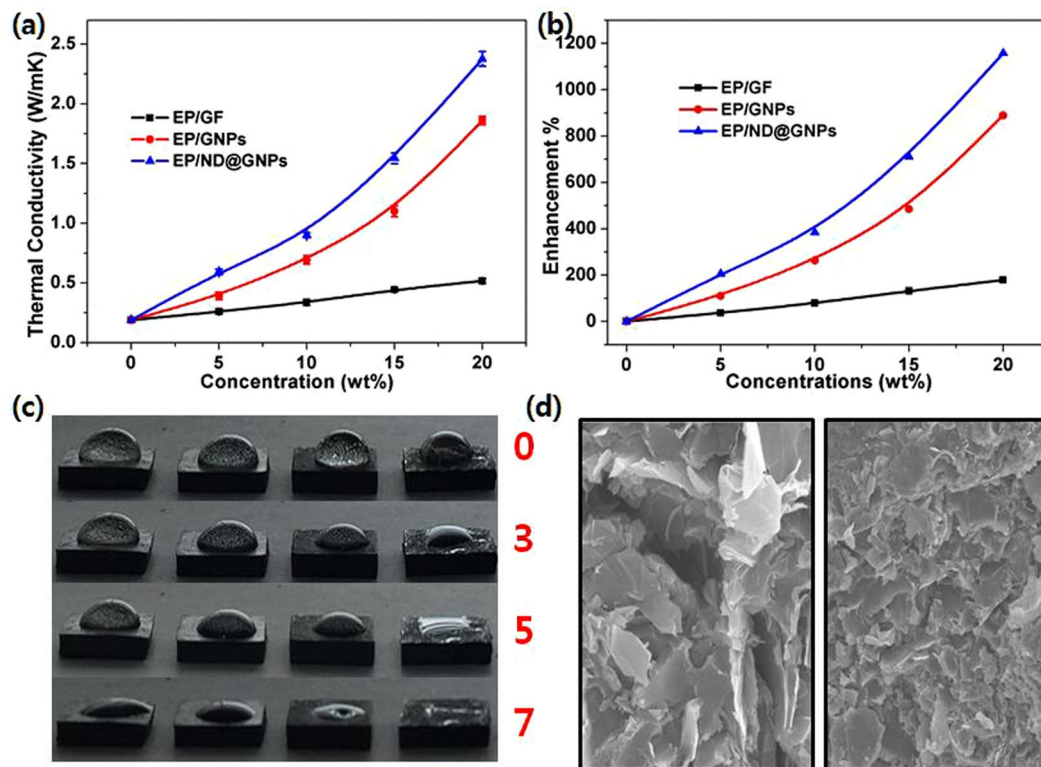 (a)
2.5
2.0
1.5
1.0
0.5
0.0
Thermal Conductivity (W/mK)
EP/GF
EP/GNPs
EP/ND@GNPs
0 5 10 15 20
Concentration (wt%)
(b)
1200
1000
800
600
400
200
0
Enhancement %
EP/GF
EP/GNPs
EP/ND@GNPs
0 5 10 15 20
Concentrations (wt%)
(c)
0
3
5
7
(d)